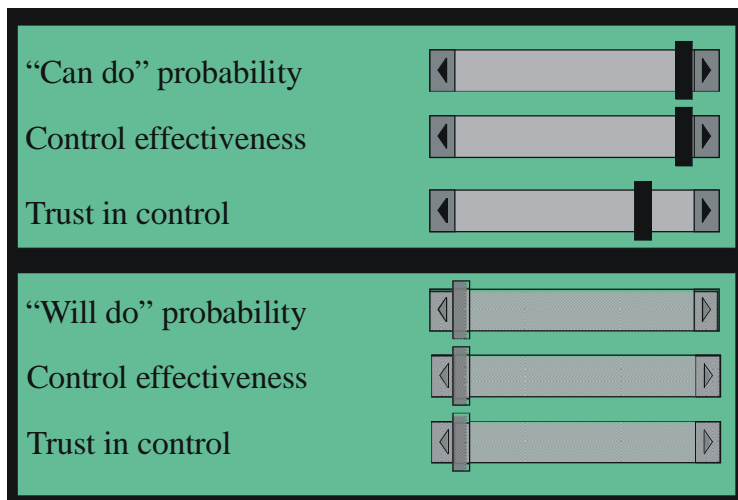 “Can do” probability
Control effectiveness
Trust in control
“Will do” probability
Control effectiveness
Trust in control